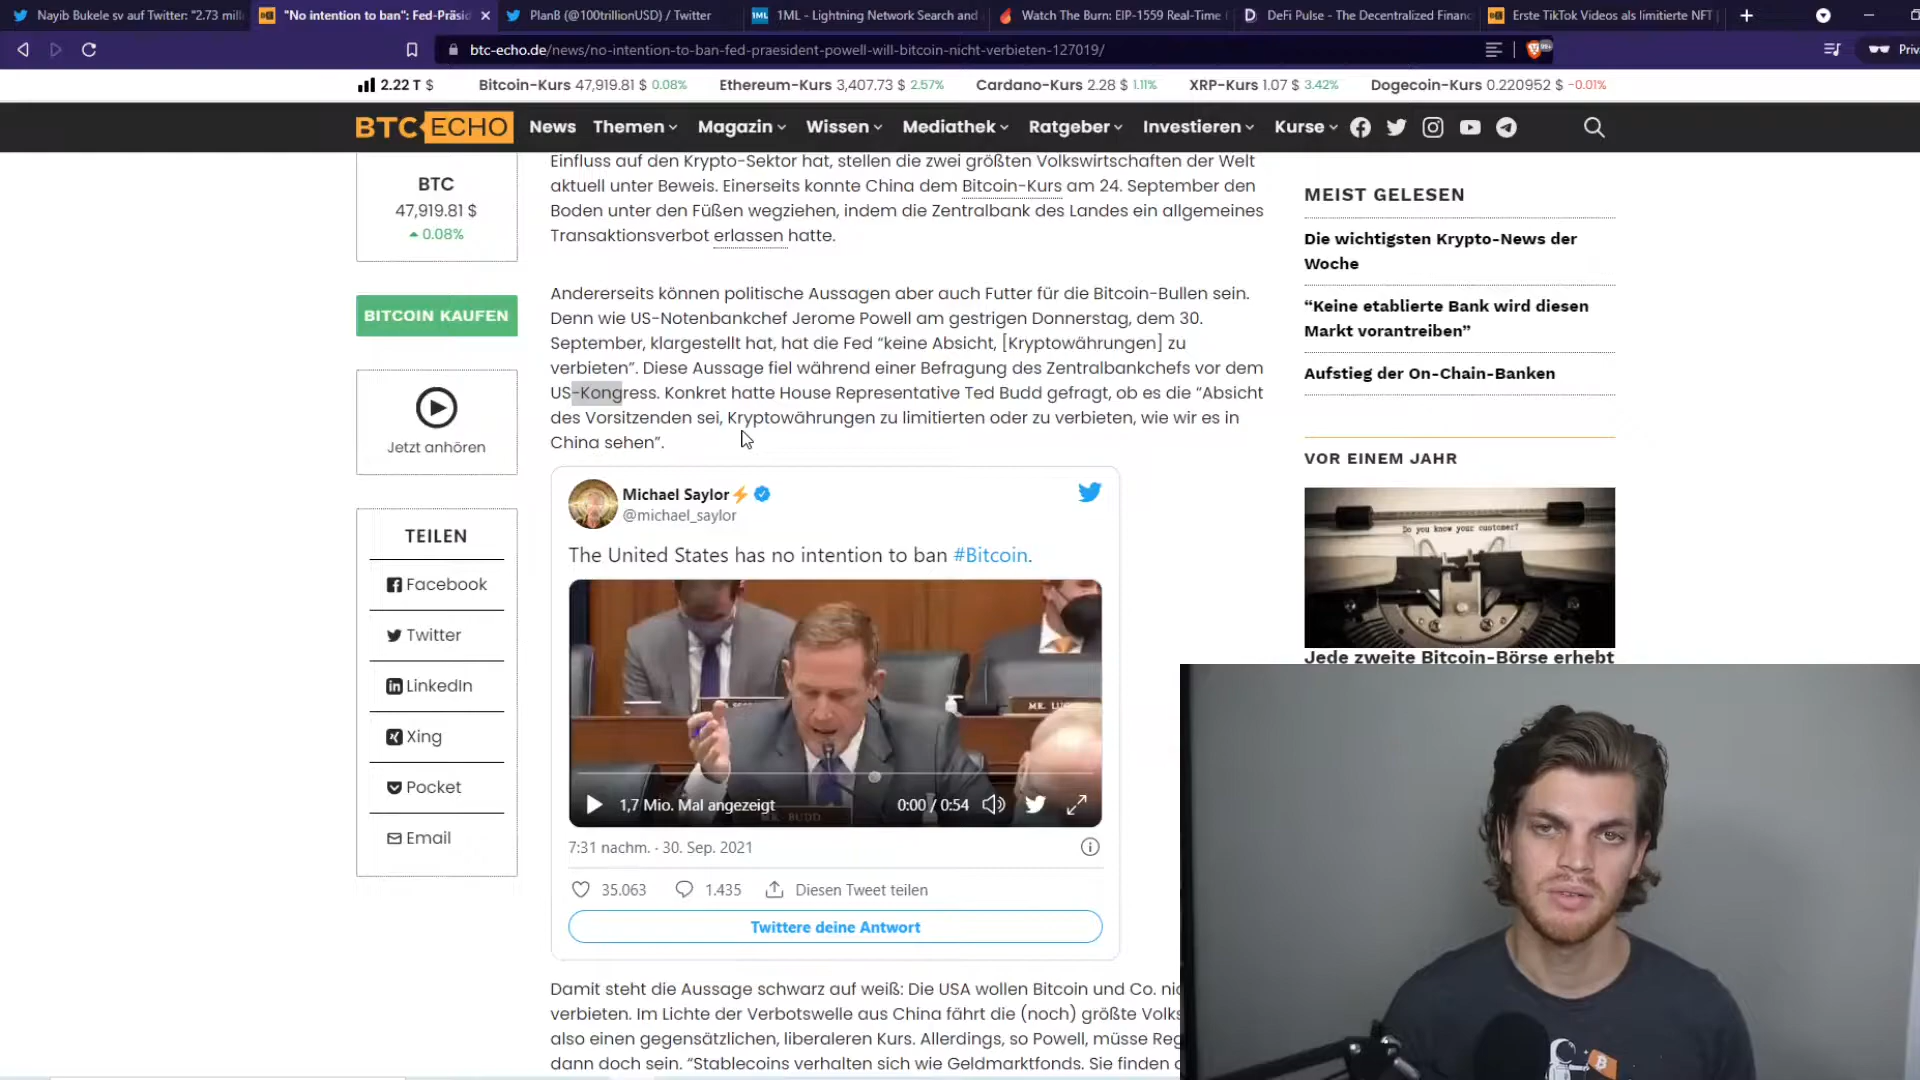 Nayib Bukele sv auf Twitter: "2.73 mill
"No intention to ban": Fed-Präsid
PlanB (@100trillionUSD) / Twitter
1ML - Lightning Network Search and
Watch The Burn: EIP-1559 Real-Time
DeFi Pulse - The Decentralized Financ
Erste TikTok Videos als limitierte NFT
btc-echo.de/news/no-intention-to-ban-fed-praesident-powell-will-bitcoin-nicht-verbieten-127019/
Priv
2.22 T $
Bitcoin-Kurs 47,919.81 $ 0.08%
Ethereum-Kurs 3,407.73 $ 2.57%
Cardano-Kurs 2.28 $ 1.11%
XRP-Kurs 1.07 $ 3.42%
Dogecoin-Kurs 0.220952 $ -0.01%
BTC ECHO
News
Themen
Magazin
Wissen
Mediathek
Ratgeber
Investieren
Kurse
BTC
47,919.81 $
0.08%
BITCOIN KAUFEN
Jetzt anhören
TEILEN
Facebook
Twitter
LinkedIn
Xing
Pocket
Email
Einfluss auf den Krypto-Sektor hat, stellen die zwei größten Volkswirtschaften der Welt
aktuell unter Beweis. Einerseits konnte China dem Bitcoin-Kurs am 24. September den
Boden unter den Füßen wegziehen, indem die Zentralbank des Landes ein allgemeines
Transaktionsverbot erlassen hatte.
Andererseits können politische Aussagen aber auch Futter für die Bitcoin-Bullen sein.
Denn wie US-Notenbankchef Jerome Powell am gestrigen Donnerstag, dem 30.
September, klargestellt hat, hat die Fed “keine Absicht, [Kryptowährungen] zu
verbieten”. Diese Aussage fiel während einer Befragung des Zentralbankchefs vor dem
US-Kongress. Konkret hatte House Representative Ted Budd gefragt, ob es die “Absicht
des Vorsitzenden sei, Kryptowährungen zu limitierten oder zu verbieten, wie wir es in
China sehen”.
Michael Saylor
@michael_saylor
The United States has no intention to ban #Bitcoin.
MR. BUDD
1,7 Mio. Mal angezeigt
0:00 / 0:54
7:31 nachm. · 30. Sep. 2021
35.063
1.435
Diesen Tweet teilen
Twittere deine Antwort
Damit steht die Aussage schwarz auf weiß: Die USA wollen Bitcoin und Co. nic
verbieten. Im Lichte der Verbotswelle aus China fährt die (noch) größte Volks
also einen gegensätzlichen, liberaleren Kurs. Allerdings, so Powell, müsse Reg
dann doch sein. “Stablecoins verhalten sich wie Geldmarktfonds. Sie finden
MEIST GELESEN
Die wichtigsten Krypto-News der
Woche
“Keine etablierte Bank wird diesen
Markt vorantreiben”
Aufstieg der On-Chain-Banken
VOR EINEM JAHR
Do you know your customer?
Jede zweite Bitcoin-Börse erhebt